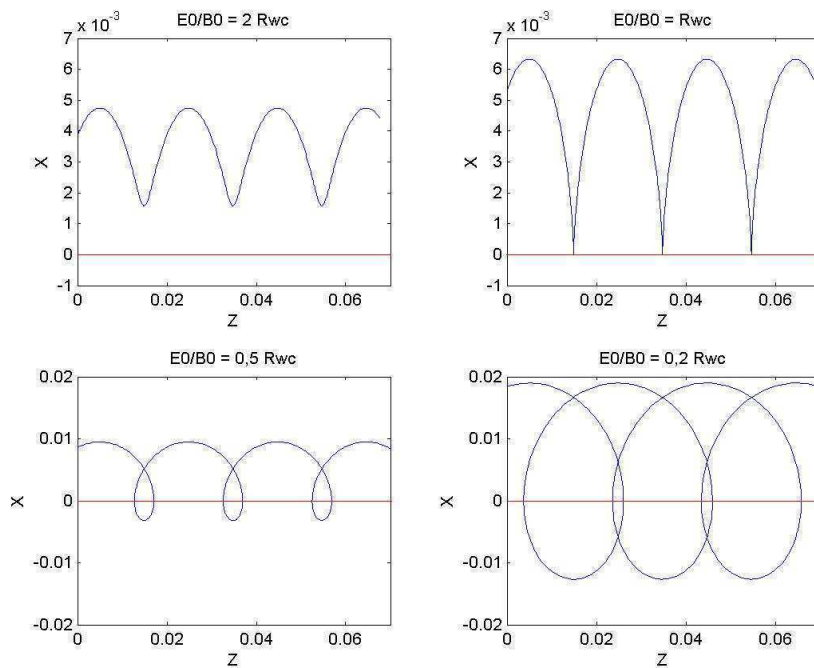 E0/B0 = 2 Rwc
x 10^-3
7
6
5
4
3
2
1
0
-1
0 0.02 0.04 0.06
X
Z
E0/B0 = Rwc
x 10^-3
7
6
5
4
3
2
1
0
-1
0 0.02 0.04 0.06
X
Z
E0/B0 = 0,5 Rwc
0.02
0.01
0
-0.01
-0.02
0 0.02 0.04 0.06
X
Z
E0/B0 = 0,2 Rwc
0.02
0.01
0
-0.01
-0.02
0 0.02 0.04 0.06
X
Z